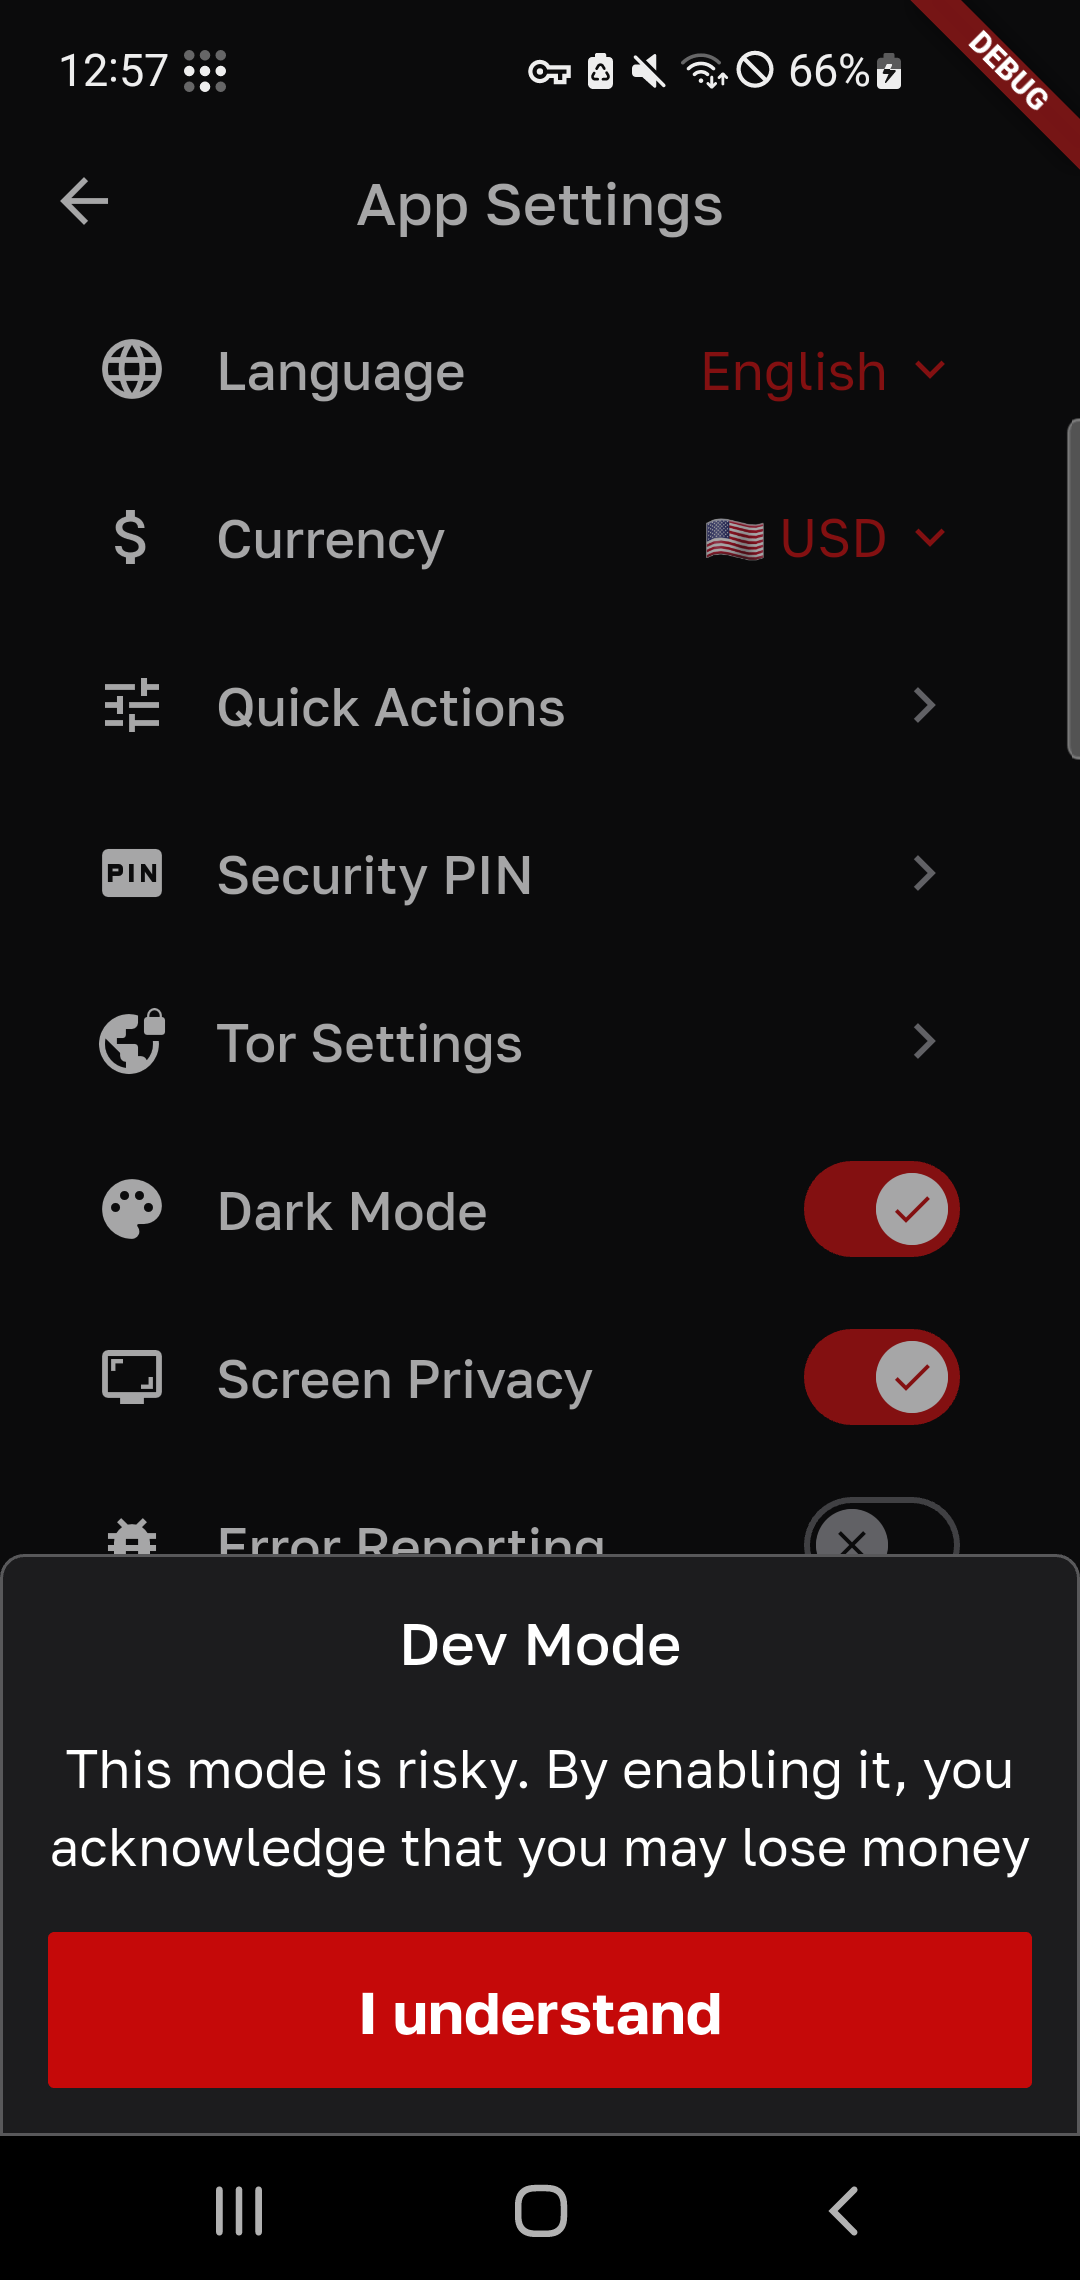 12:57 66%
DEBUG
App Settings
Language English
Currency 🇺🇸 USD
Quick Actions
PIN Security PIN
Tor Settings
Dark Mode
Screen Privacy
Error Reporting
Dev Mode
This mode is risky. By enabling it, you
acknowledge that you may lose money
I understand